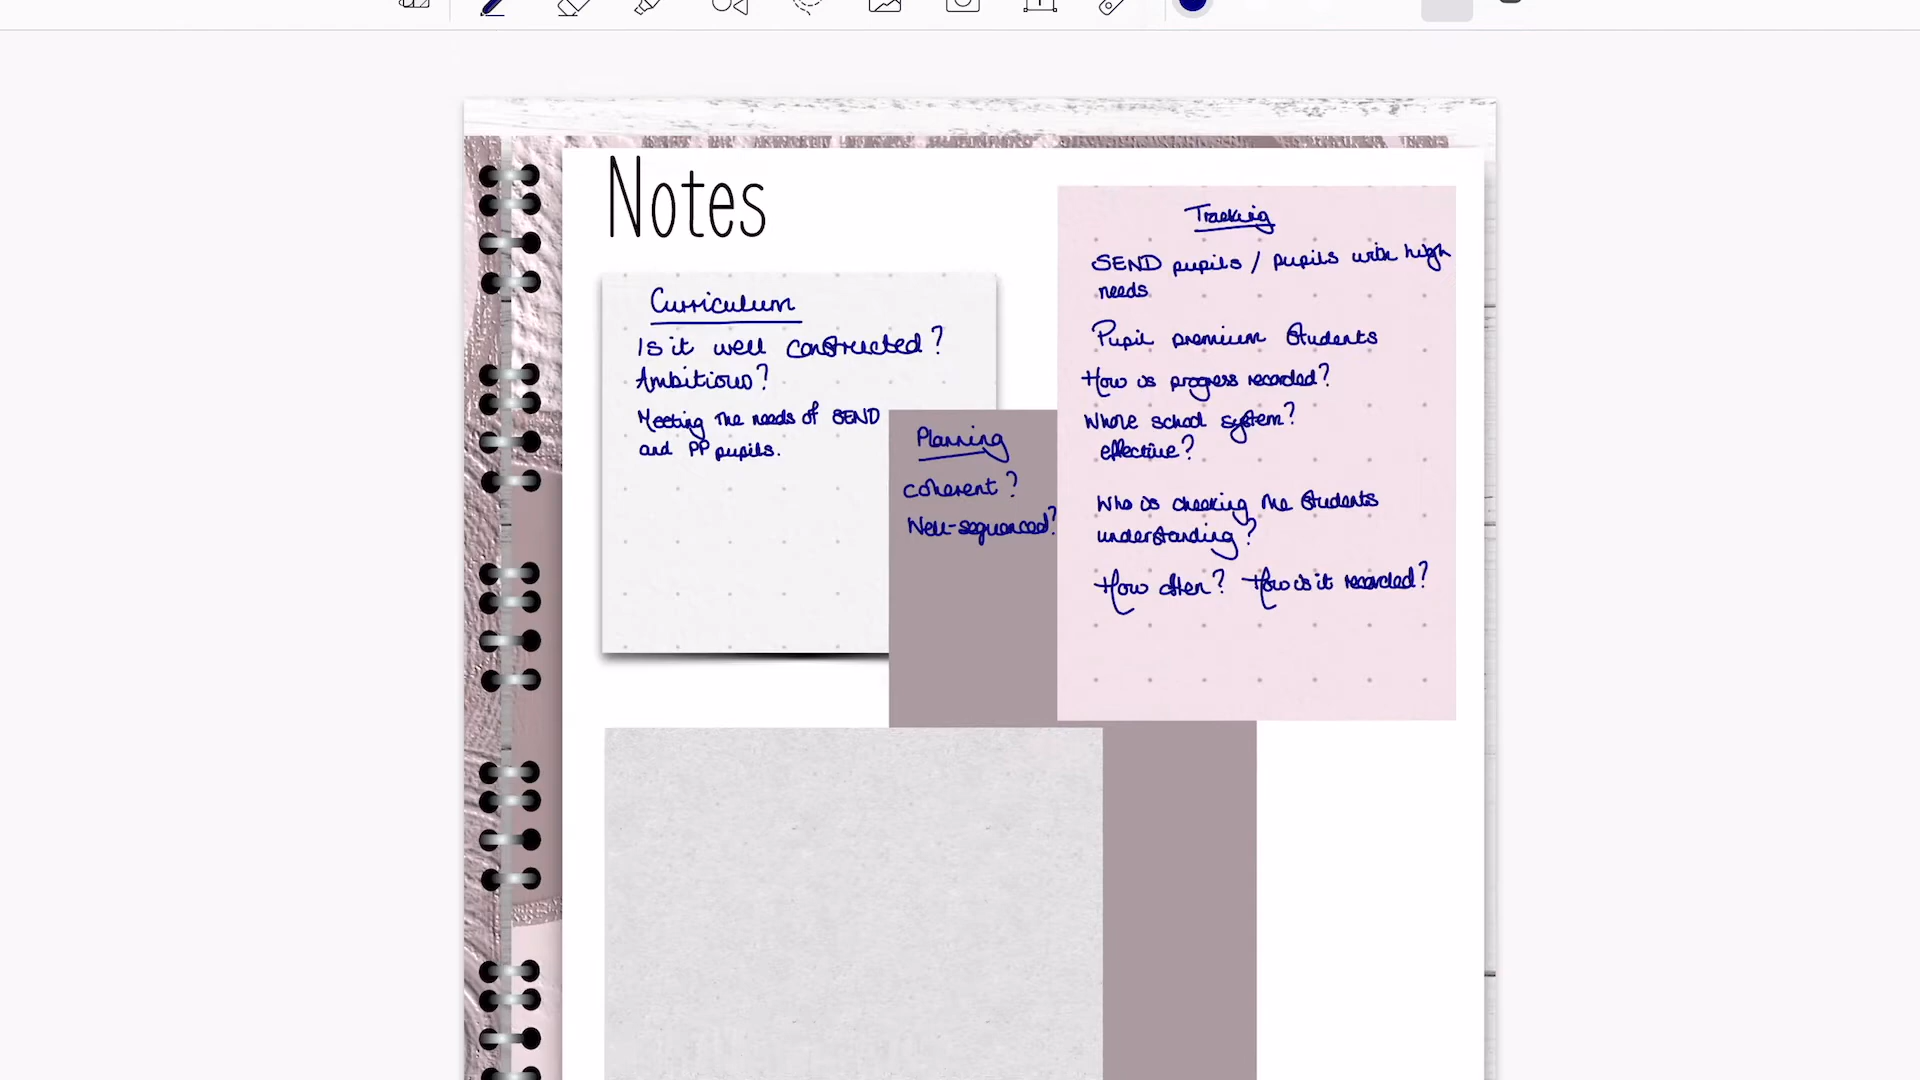 Notes
Curriculum
Is it well constructed?
Ambitious?
Meeting the needs of SEND
and PP pupils.
Planning
Coherent?
Well-sequenced?
Tracking
SEND pupils / pupils with high
needs
Pupil premium Students
How is progress recorded?
Whole school system?
effective?
Who is checking the students
understanding?
How often? How is it recorded?